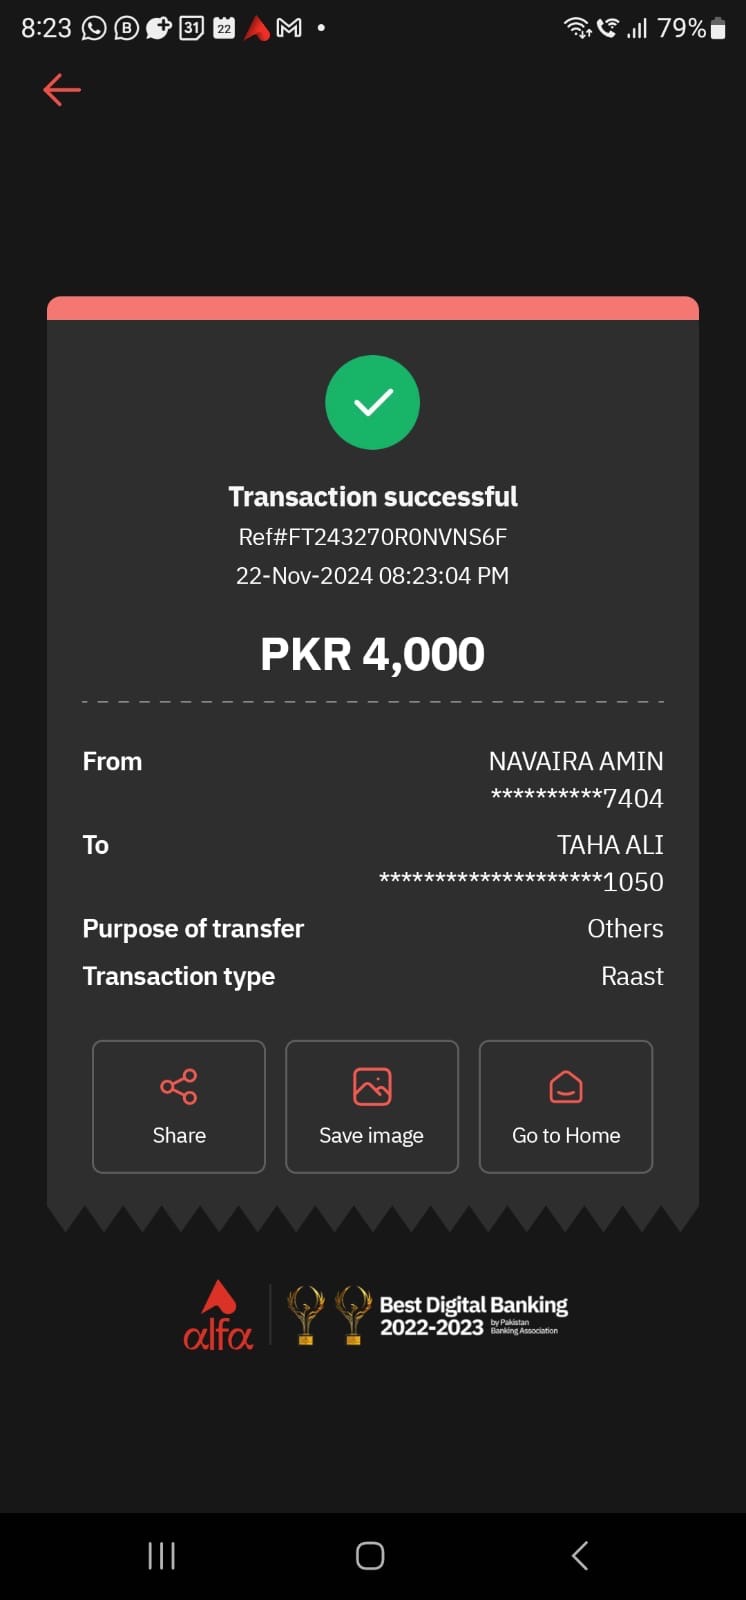 8:23 B 31 22 79%
Transaction successful
Ref#FT243270R0NVNS6F
22-Nov-2024 08:23:04 PM
PKR 4,000
From NAVAIRA AMIN
**********7404
To TAHA ALI
********************1050
Purpose of transfer Others
Transaction type Raast
Share Save image Go to Home
alfa
Best Digital Banking
2022-2023 by Pakistan
Banking Association